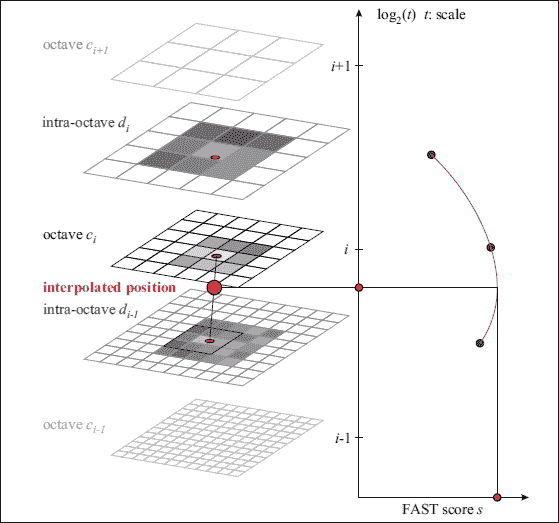 log₂(t) t: scale
octave cᵢ₊₁
i+1
intra-octave dᵢ
octave cᵢ
i
interpolated position
intra-octave dᵢ₋₁
octave cᵢ₋₁
i-1
FAST score s